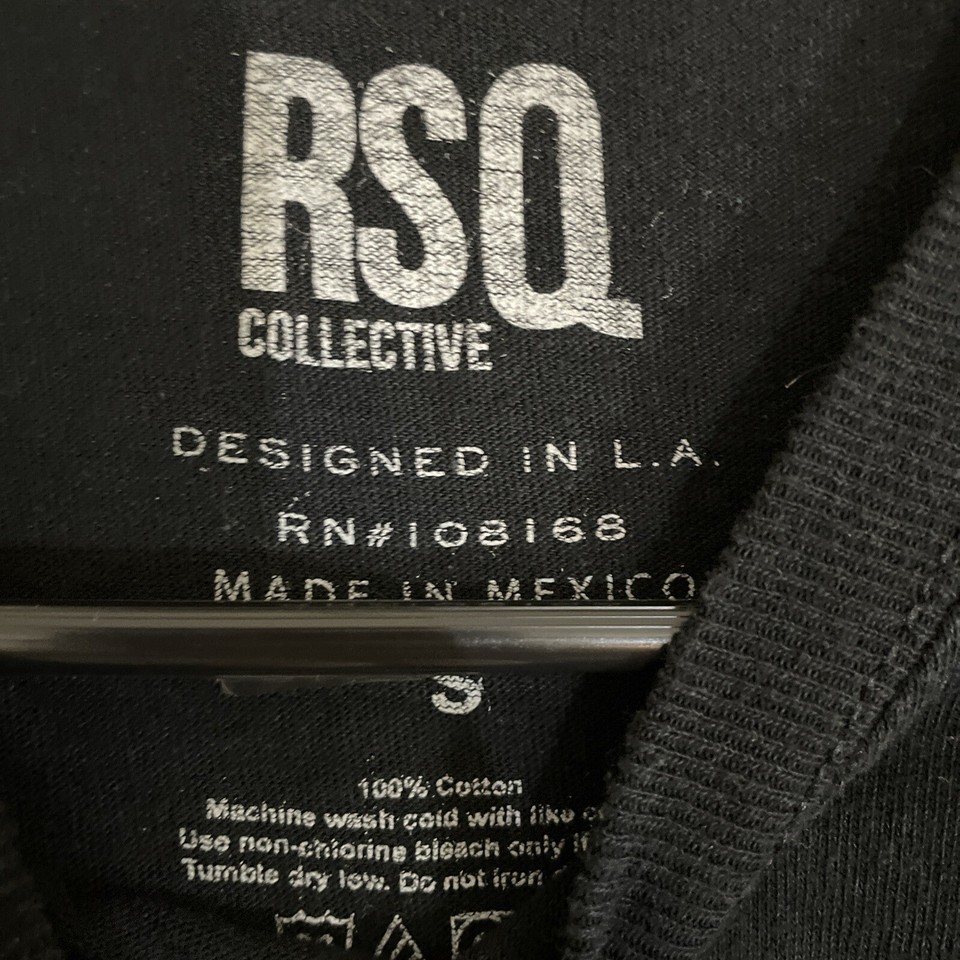 RSQ
COLLECTIVE
DESIGNED IN L.A.
RN#108168
MADE IN MEXICO
S
100% Cotton
Machine wash cold with like
Use non-chlorine bleach only
Tumble dry low. Do not iron